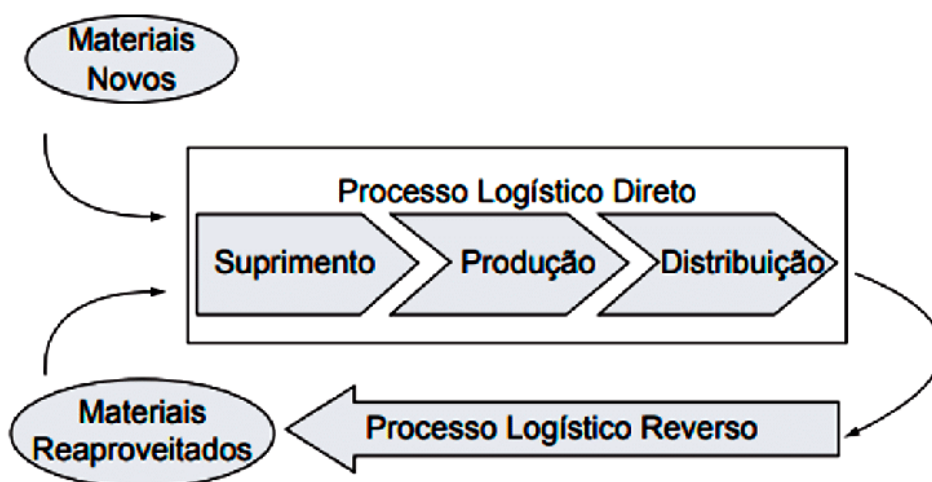 Materiais
Novos
Processo Logístico Direto
Suprimento
Produção
Distribuição
Materiais
Reaproveitados
Processo Logístico Reverso